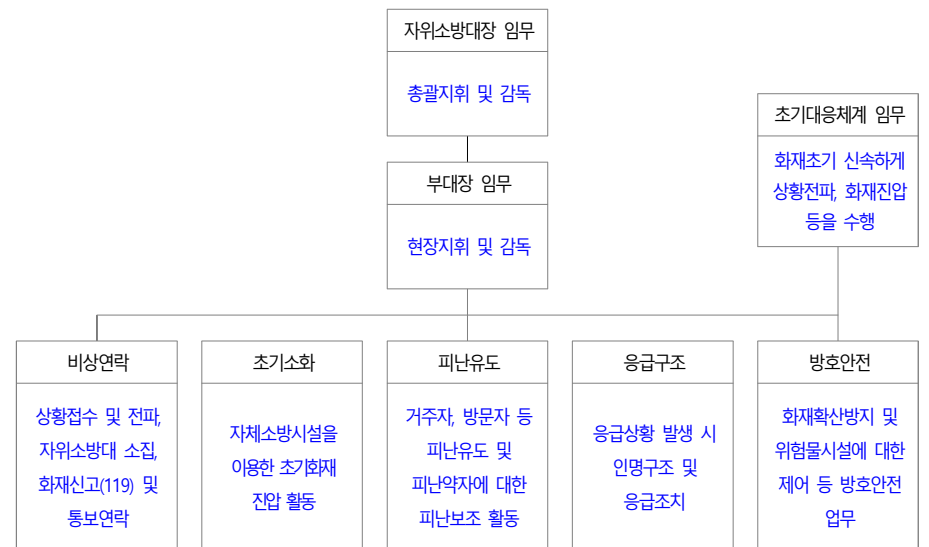 자위소방대장 임무
총괄지휘 및 감독
초기대응체계 임무
화재초기 신속하게
상황전파, 화재진압
등을 수행
부대장 임무
현장지휘 및 감독
비상연락
상황접수 및 전파,
자위소방대 소집,
화재신고(119) 및
통보연락
초기소화
자체소방시설을
이용한 초기화재
진압 활동
피난유도
거주자, 방문자 등
피난유도 및
피난약자에 대한
피난보조 활동
응급구조
응급상황 발생 시
인명구조 및
응급조치
방호안전
화재확산방지 및
위험물시설에 대한
제어 등 방호안전
업무